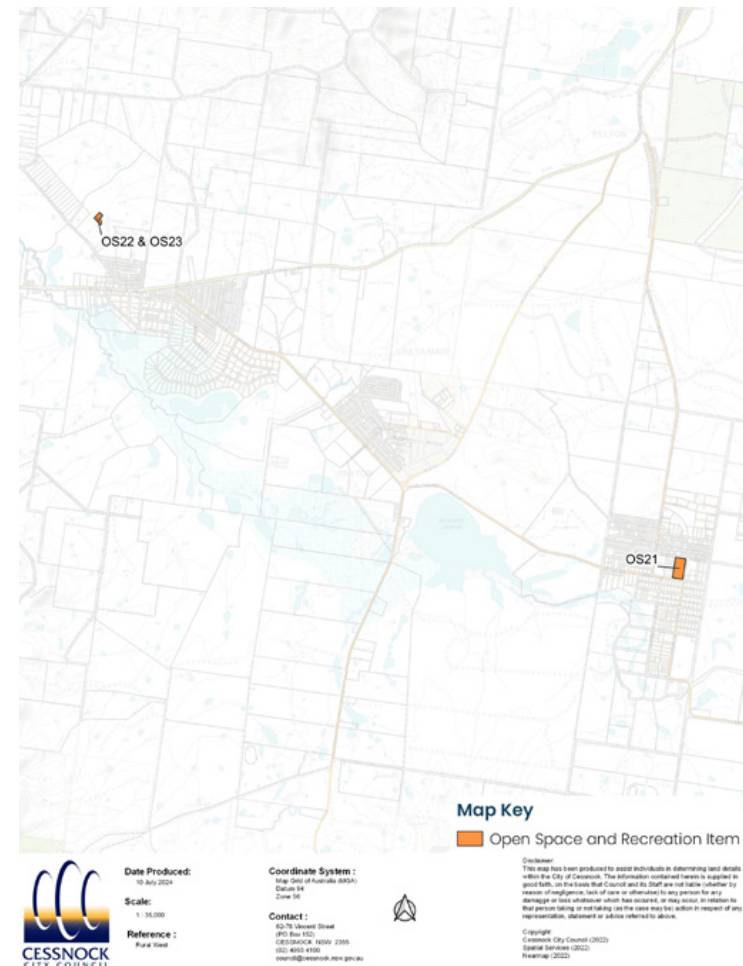 OS22 & OS23
OS21
Map Key
Open Space and Recreation Item
CESSNOCK
CITY COUNCIL
Date Produced:
10 July 2024
Scale:
1 : 35,000
Reference :
Rural West
Coordinate System :
Map Grid of Australia (MGA)
Datum 94
Zone 56
Contact :
62-78 Vincent Street
(PO Box 152)
CESSNOCK NSW 2325
(02) 4993 4100
council@cessnock.nsw.gov.au
Disclaimer:
This map has been produced to assist individuals in determining land details
within the City of Cessnock. The information contained herein is supplied in
good faith, on the basis that Council and its Staff are not liable (whether by
reason of negligence, lack of care or otherwise) to any person for any
damage or loss whatsoever which has occurred, or may occur, in relation to
that person taking or not taking (as the case may be) action in respect of any
representation, statement or advice referred to above.
Copyright:
Cessnock City Council (2022)
Spatial Services (2022)
Nearmap (2022)